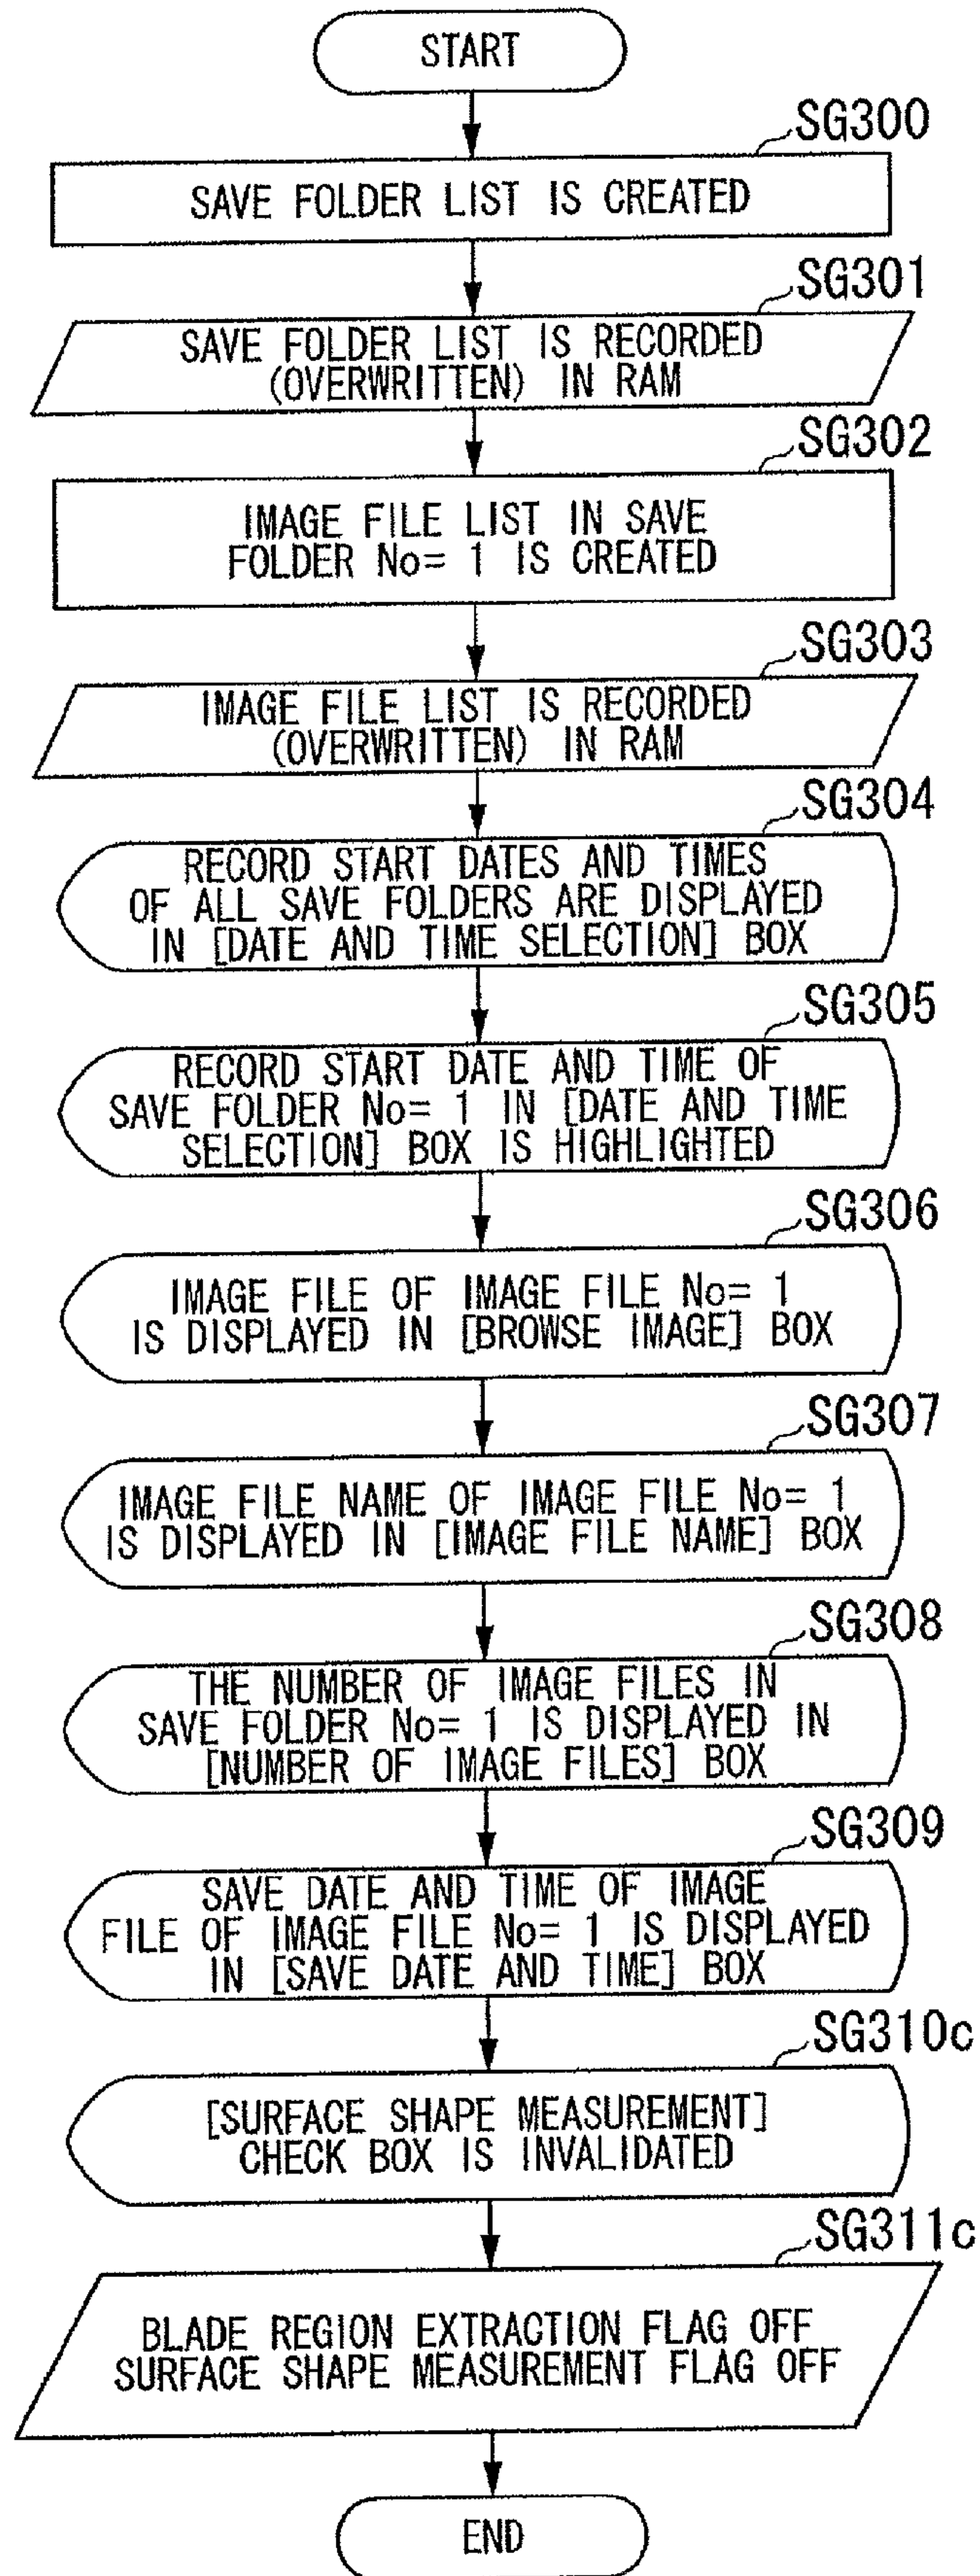 START
SG300
SAVE FOLDER LIST IS CREATED
SG301
SAVE FOLDER LIST IS RECORDED
(OVERWRITTEN) IN RAM
SG302
IMAGE FILE LIST IN SAVE
FOLDER No= 1 IS CREATED
SG303
IMAGE FILE LIST IS RECORDED
(OVERWRITTEN) IN RAM
SG304
RECORD START DATES AND TIMES
OF ALL SAVE FOLDERS ARE DISPLAYED
IN [DATE AND TIME SELECTION] BOX
SG305
RECORD START DATE AND TIME OF
SAVE FOLDER No= 1 IN [DATE AND TIME
SELECTION] BOX IS HIGHLIGHTED
SG306
IMAGE FILE OF IMAGE FILE No= 1
IS DISPLAYED IN [BROWSE IMAGE] BOX
SG307
IMAGE FILE NAME OF IMAGE FILE No= 1
IS DISPLAYED IN [IMAGE FILE NAME] BOX
SG308
THE NUMBER OF IMAGE FILES IN
SAVE FOLDER No= 1 IS DISPLAYED IN
[NUMBER OF IMAGE FILES] BOX
SG309
SAVE DATE AND TIME OF IMAGE
FILE OF IMAGE FILE No= 1 IS DISPLAYED
IN [SAVE DATE AND TIME] BOX
SG310c
[SURFACE SHAPE MEASUREMENT]
CHECK BOX IS INVALIDATED
SG311c
BLADE REGION EXTRACTION FLAG OFF
SURFACE SHAPE MEASUREMENT FLAG OFF
END